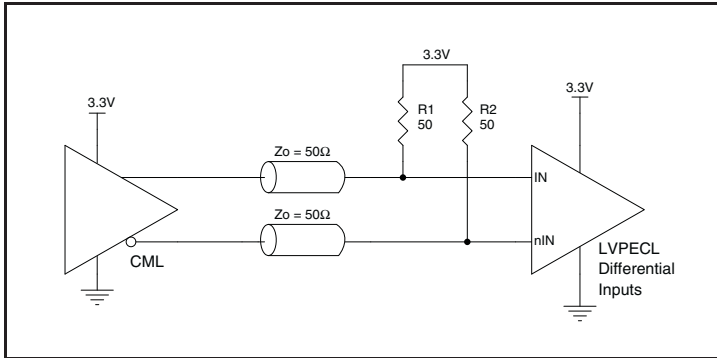 3.3V
3.3V
3.3V
R1
50
R2
50
Zo = 50Ω
Zo = 50Ω
IN
nIN
CML
LVPECL
Differential
Inputs